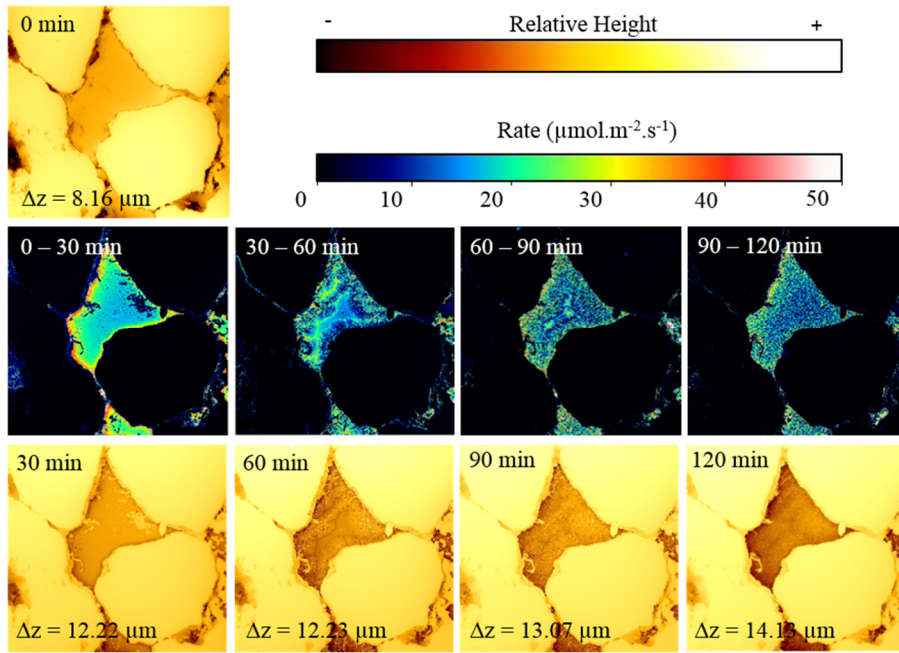 0 min
- Relative Height +
Rate (µmol.m⁻².s⁻¹)
0 10 20 30 40 50
Δz = 8.16 µm
0 – 30 min
30 – 60 min
60 – 90 min
90 – 120 min
30 min
60 min
90 min
120 min
Δz = 12.22 µm
Δz = 12.23 µm
Δz = 13.07 µm
Δz = 14.13 µm